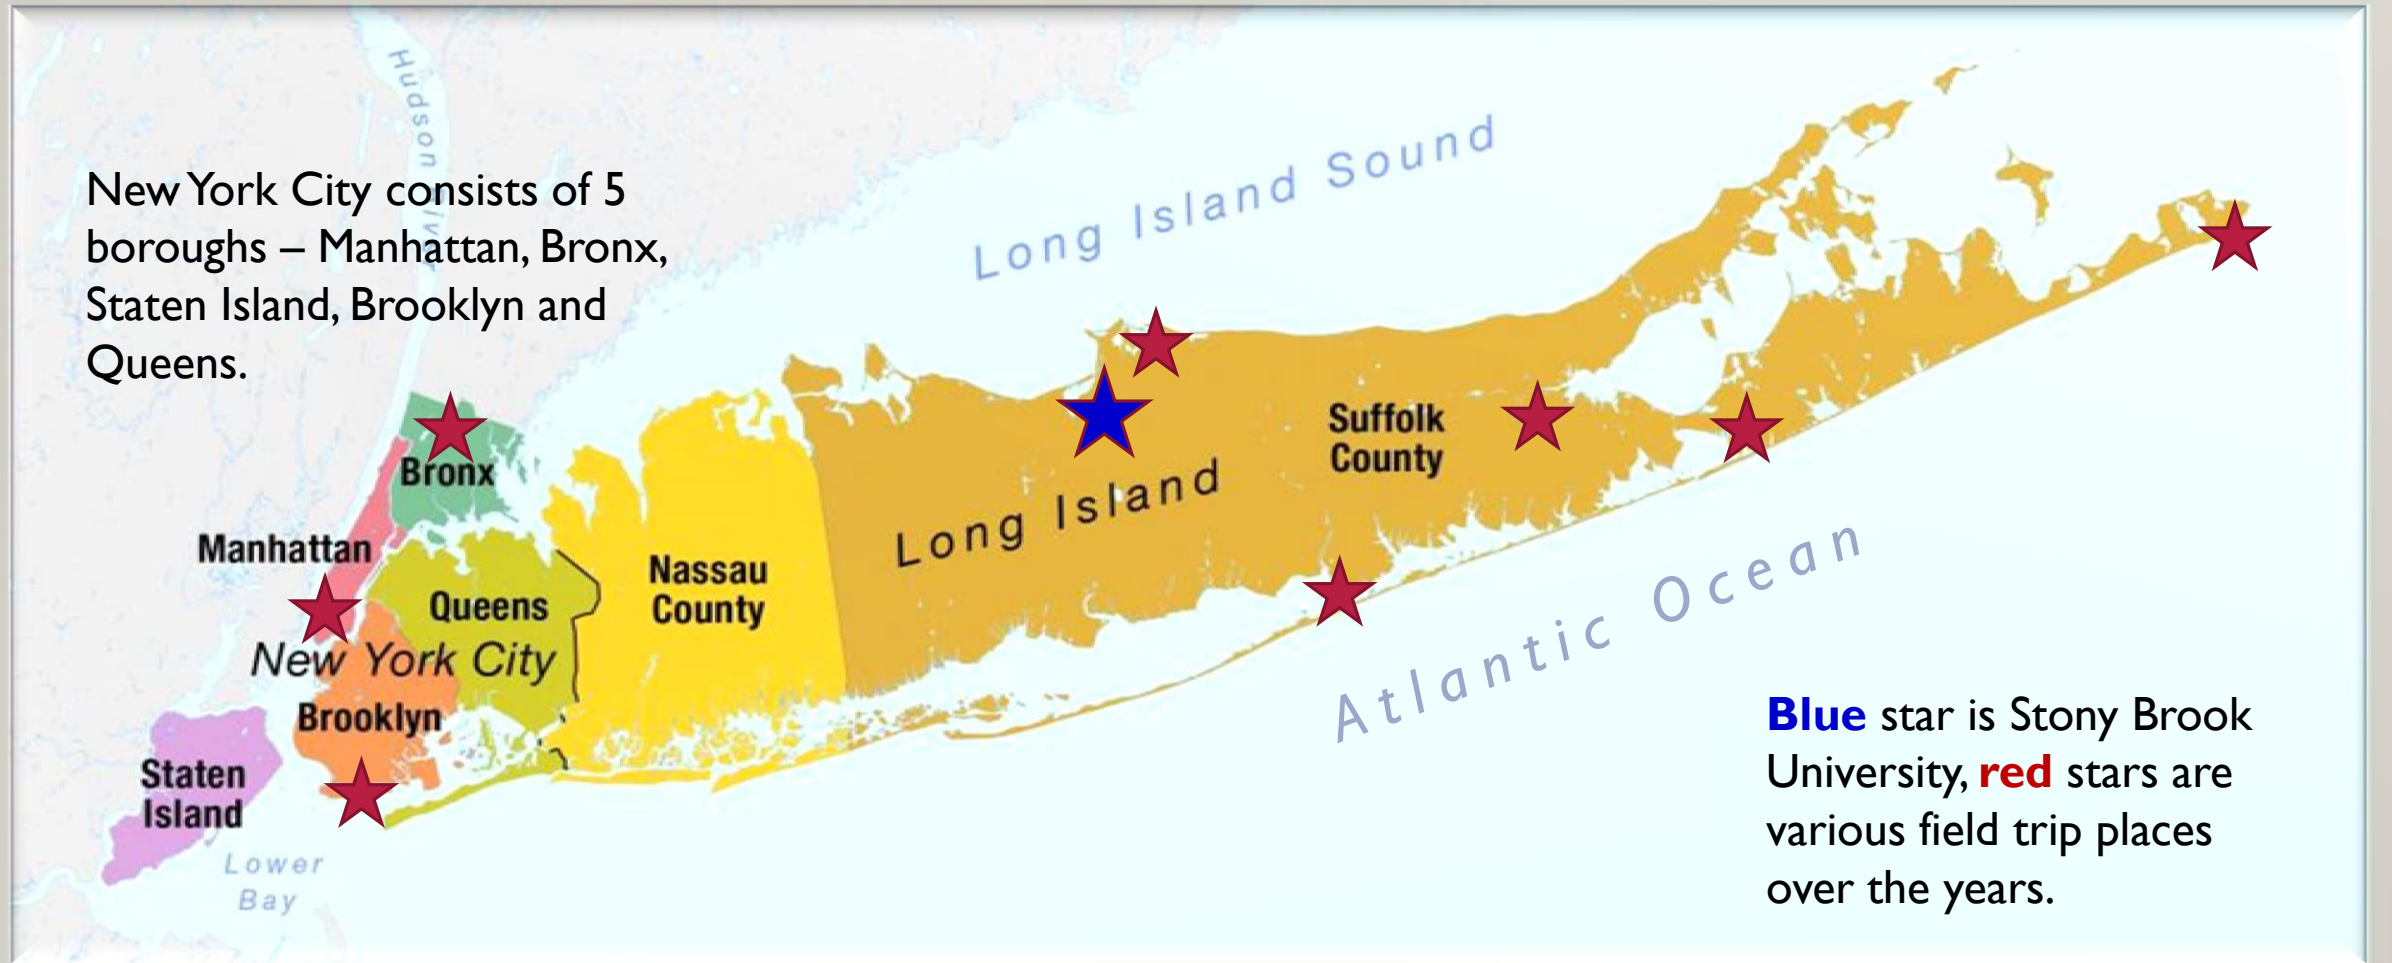 Hudson River
New York City consists of 5
boroughs – Manhattan, Bronx,
Staten Island, Brooklyn and
Queens.
Long Island Sound
Suffolk
County
Bronx
Long Island
Manhattan
Nassau
County
Queens
New York City
Brooklyn
Staten
Island
Atlantic Ocean
Lower
Bay
Blue star is Stony Brook
University, red stars are
various field trip places
over the years.